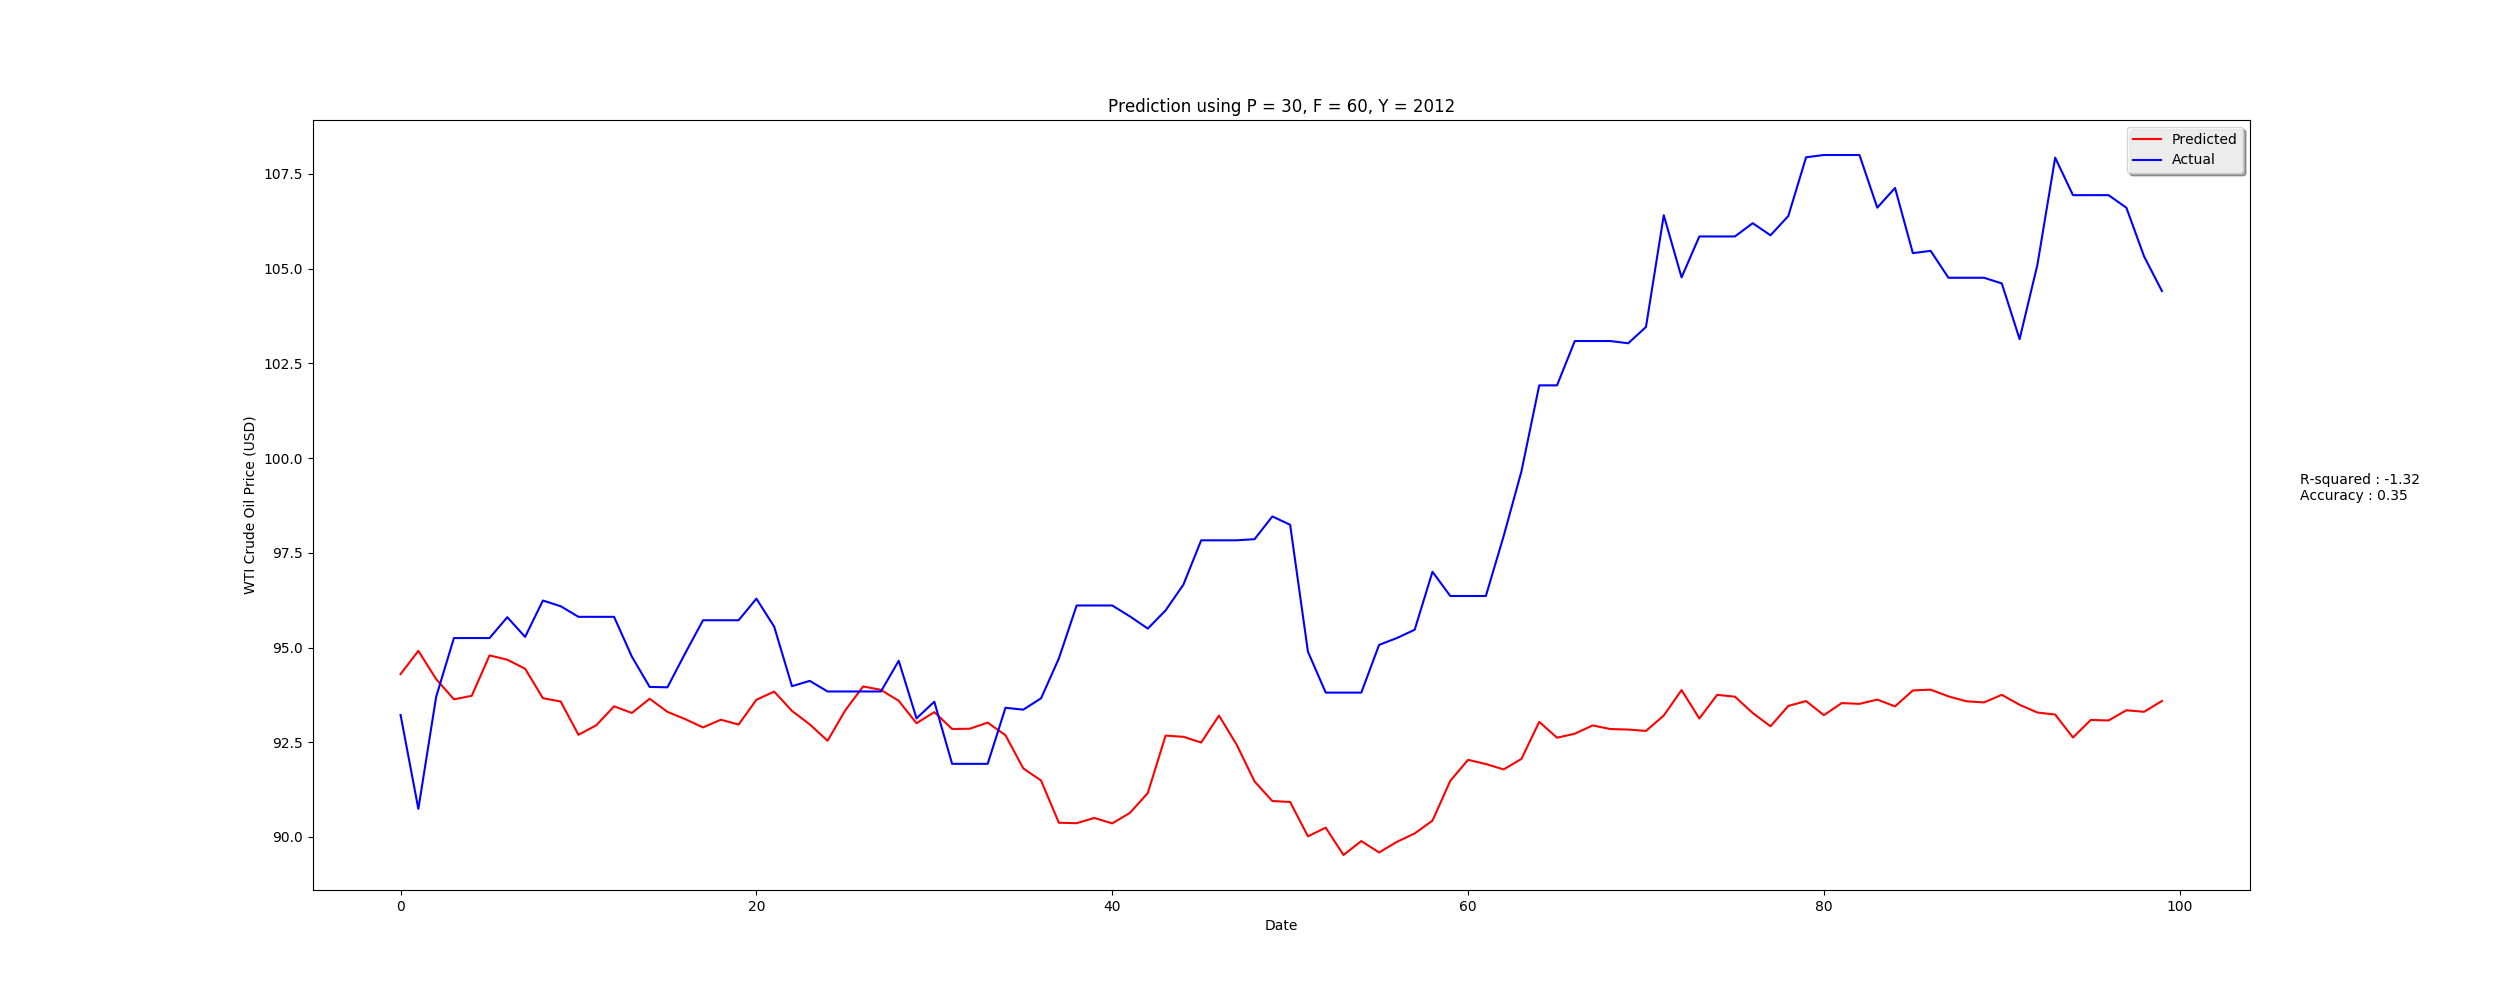 Prediction using P = 30, F = 60, Y = 2012
Predicted
Actual
107.5
105.0
102.5
100.0
97.5
95.0
92.5
90.0
WTI Crude Oil Price (USD)
R-squared : -1.32
Accuracy : 0.35
0 20 40 60 80 100
Date